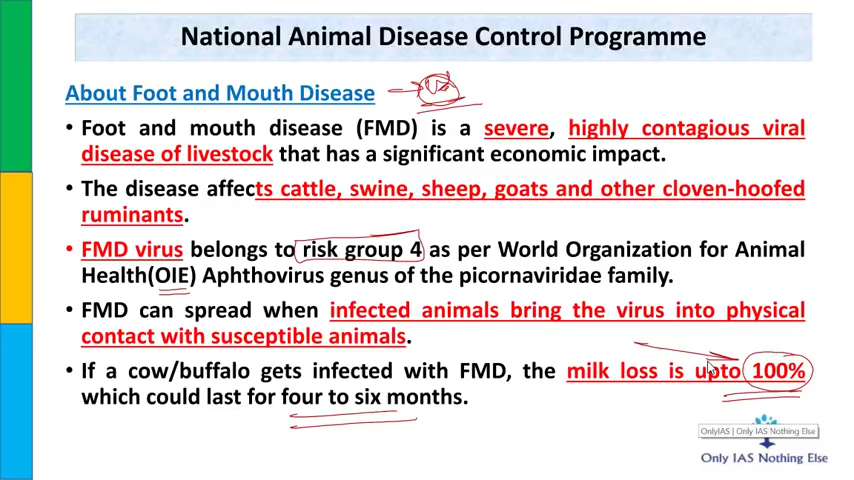 National Animal Disease Control Programme
About Foot and Mouth Disease
• Foot and mouth disease (FMD) is a severe, highly contagious viral
disease of livestock that has a significant economic impact.
• The disease affects cattle, swine, sheep, goats and other cloven-hoofed
ruminants.
• FMD virus belongs to risk group 4 as per World Organization for Animal
Health(OIE) Aphthovirus genus of the picornaviridae family.
• FMD can spread when infected animals bring the virus into physical
contact with susceptible animals.
• If a cow/buffalo gets infected with FMD, the milk loss is upto 100%
which could last for four to six months.
OnlyIAS | Only IAS Nothing Else
Only IAS Nothing Else